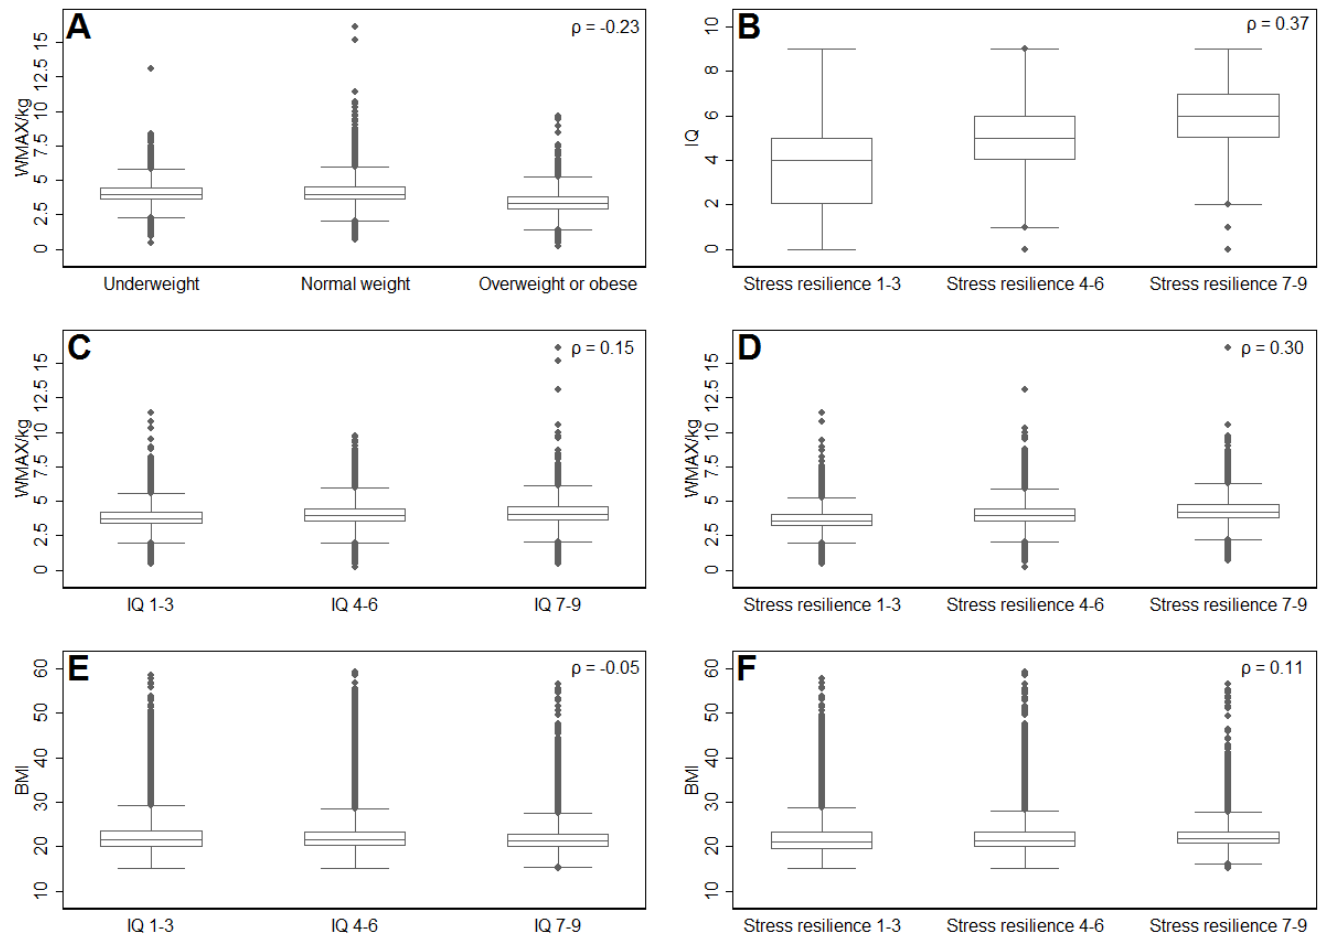 A
ρ = -0.23
WMAX/kg
15
12.5
10
7.5
5
2.5
0
Underweight Normal weight Overweight or obese
B
ρ = 0.37
IQ
10
8
6
4
2
0
Stress resilience 1-3 Stress resilience 4-6 Stress resilience 7-9
C
ρ = 0.15
WMAX/kg
15
12.5
10
7.5
5
2.5
0
IQ 1-3 IQ 4-6 IQ 7-9
D
ρ = 0.30
WMAX/kg
15
12.5
10
7.5
5
2.5
0
Stress resilience 1-3 Stress resilience 4-6 Stress resilience 7-9
E
ρ = -0.05
BMI
60
50
40
30
20
10
IQ 1-3 IQ 4-6 IQ 7-9
F
ρ = 0.11
BMI
60
50
40
30
20
10
Stress resilience 1-3 Stress resilience 4-6 Stress resilience 7-9